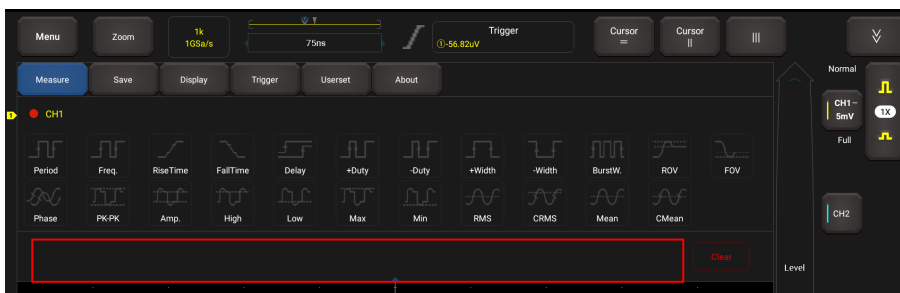 Menu
Zoom
1k
1GSa/s
75ns
Trigger
①-56.82uV
Cursor
=
Cursor
||
|||
Measure
Save
Display
Trigger
Userset
About
Normal
1
CH1
CH1
5mV
1X
Full
Period
Freq.
RiseTime
FallTime
Delay
+Duty
-Duty
+Width
-Width
BurstW.
ROV
FOV
Phase
PK-PK
Amp.
High
Low
Max
Min
RMS
CRMS
Mean
CMean
CH2
Clear
Level